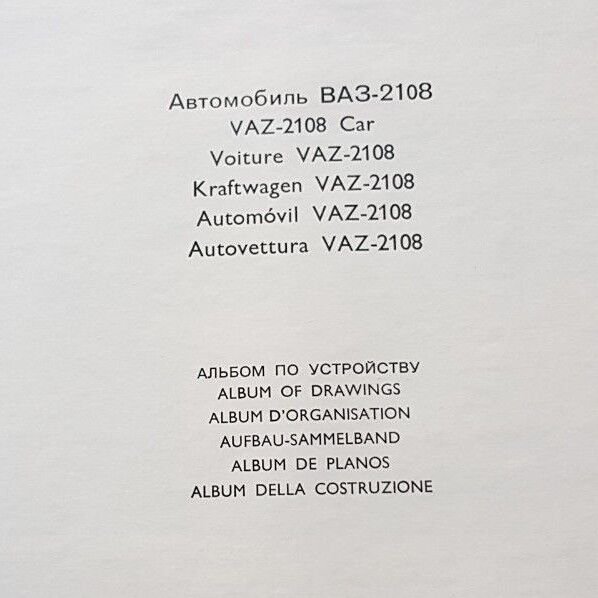 Автомобиль ВАЗ-2108
VAZ-2108 Car
Voiture VAZ-2108
Kraftwagen VAZ-2108
Automóvil VAZ-2108
Autovettura VAZ-2108
АЛЬБОМ ПО УСТРОЙСТВУ
ALBUM OF DRAWINGS
ALBUM D'ORGANISATION
AUFBAU-SAMMELBAND
ALBUM DE PLANOS
ALBUM DELLA COSTRUZIONE